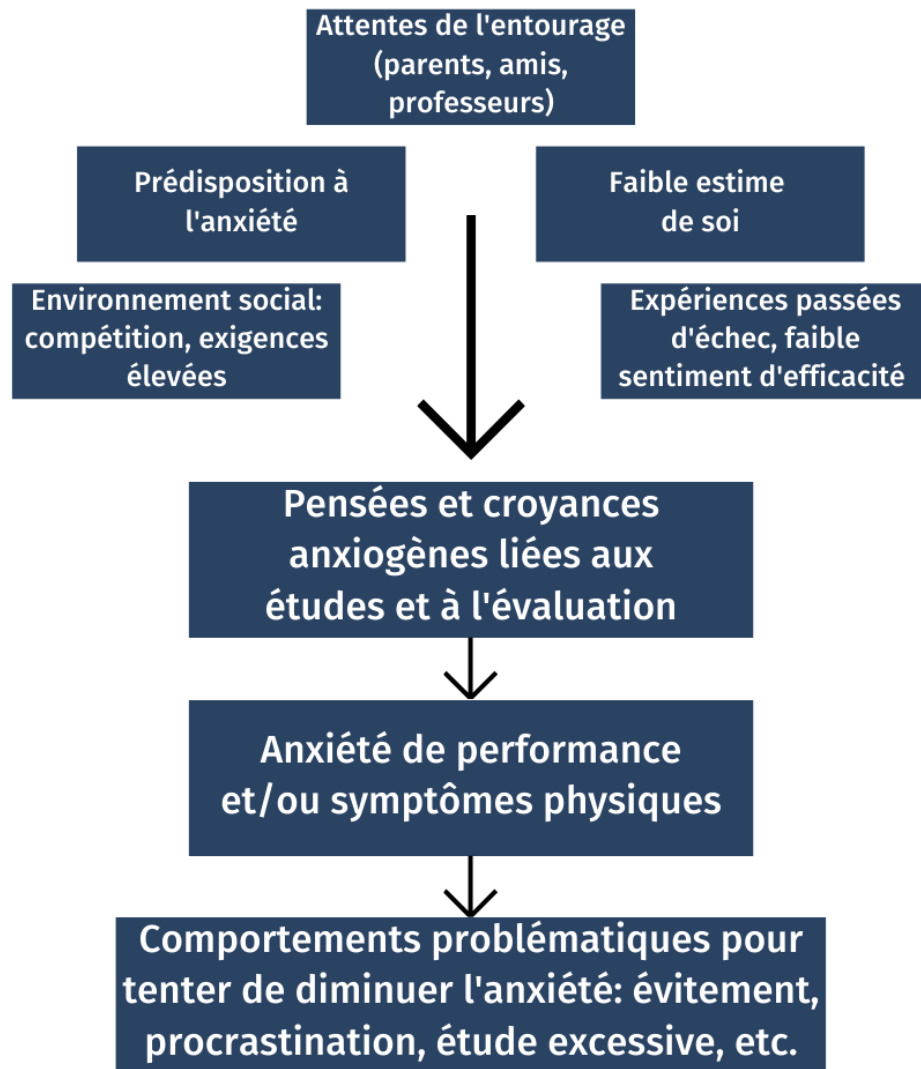 Attentes de l'entourage
(parents, amis,
professeurs)
Prédisposition à
l'anxiété
Faible estime
de soi
Environnement social:
compétition, exigences
élevées
Expériences passées
d'échec, faible
sentiment d'efficacité
Pensées et croyances
anxiogènes liées aux
études et à l'évaluation
Anxiété de performance
et/ou symptômes physiques
Comportements problématiques pour
tenter de diminuer l'anxiété: évitement,
procrastination, étude excessive, etc.